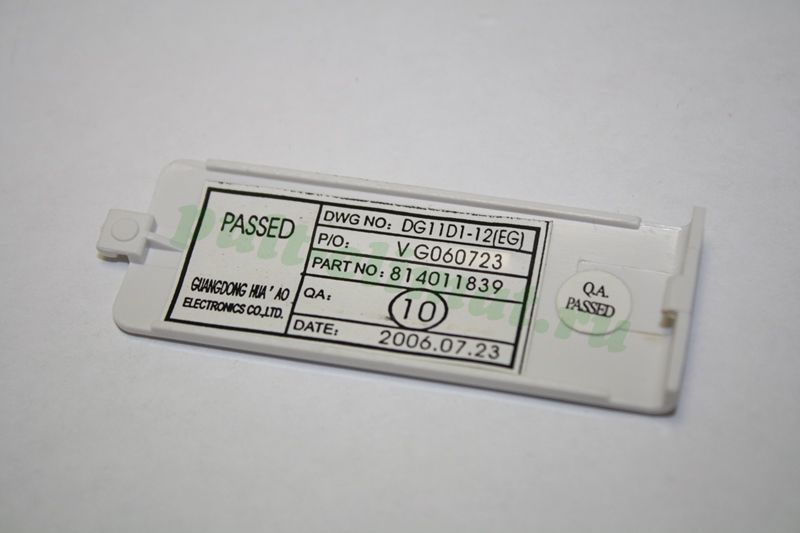 PASSED
GUANGDONG HUA'AO
ELECTRONICS CO.,LTD.
DWG NO: DG11D1-12(EG)
P/O: VG060723
PART NO: 814011839
QA: 10
DATE: 2006.07.23
Q.A.
PASSED